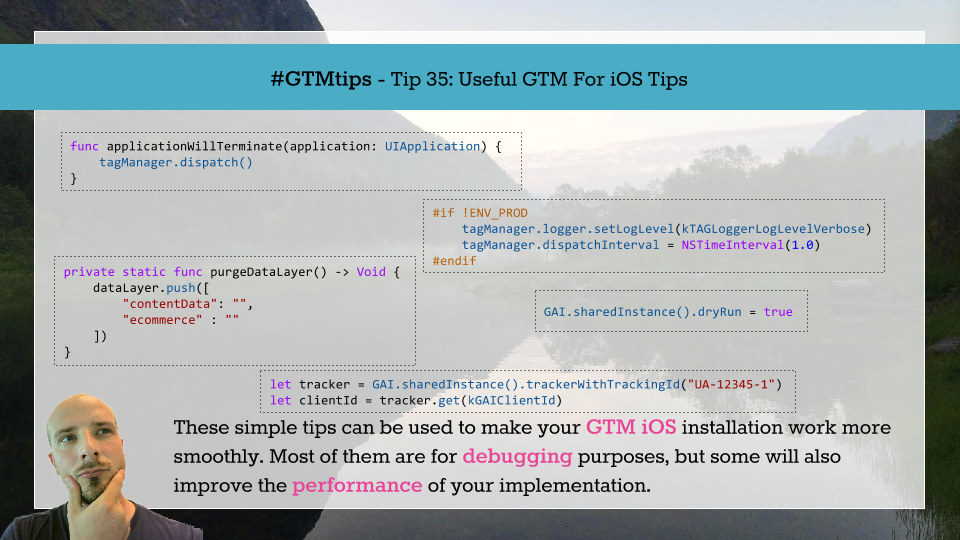 #GTMtips - Tip 35: Useful GTM For iOS Tips
func applicationWillTerminate(application: UIApplication) {
    tagManager.dispatch()
}
#if !ENV_PROD
    tagManager.logger.setLogLevel(kTAGLoggerLogLevelVerbose)
    tagManager.dispatchInterval = NSTimeInterval(1.0)
#endif
private static func purgeDataLayer() -> Void {
    dataLayer.push([
        "contentData": "",
        "ecommerce" : ""
    ])
}
GAI.sharedInstance().dryRun = true
let tracker = GAI.sharedInstance().trackerWithTrackingId("UA-12345-1")
let clientId = tracker.get(kGAIClientId)
These simple tips can be used to make your GTM iOS installation work more
smoothly. Most of them are for debugging purposes, but some will also
improve the performance of your implementation.